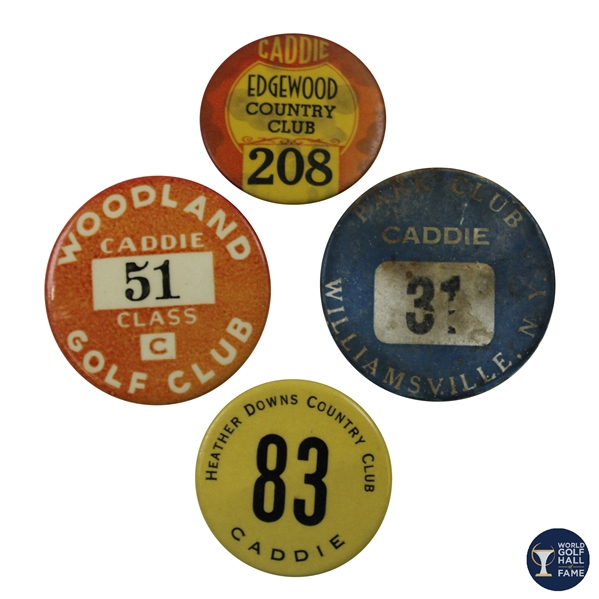 CADDIE
EDGEWOOD
COUNTRY
CLUB
208
WOODLAND
CADDIE
51
CLASS
C
GOLF CLUB
PARK CLUB
CADDIE
31
WILLIAMSVILLE, N.Y.
HEATHER DOWNS COUNTRY CLUB
83
CADDIE
WORLD
GOLF
HALL
of
FAME